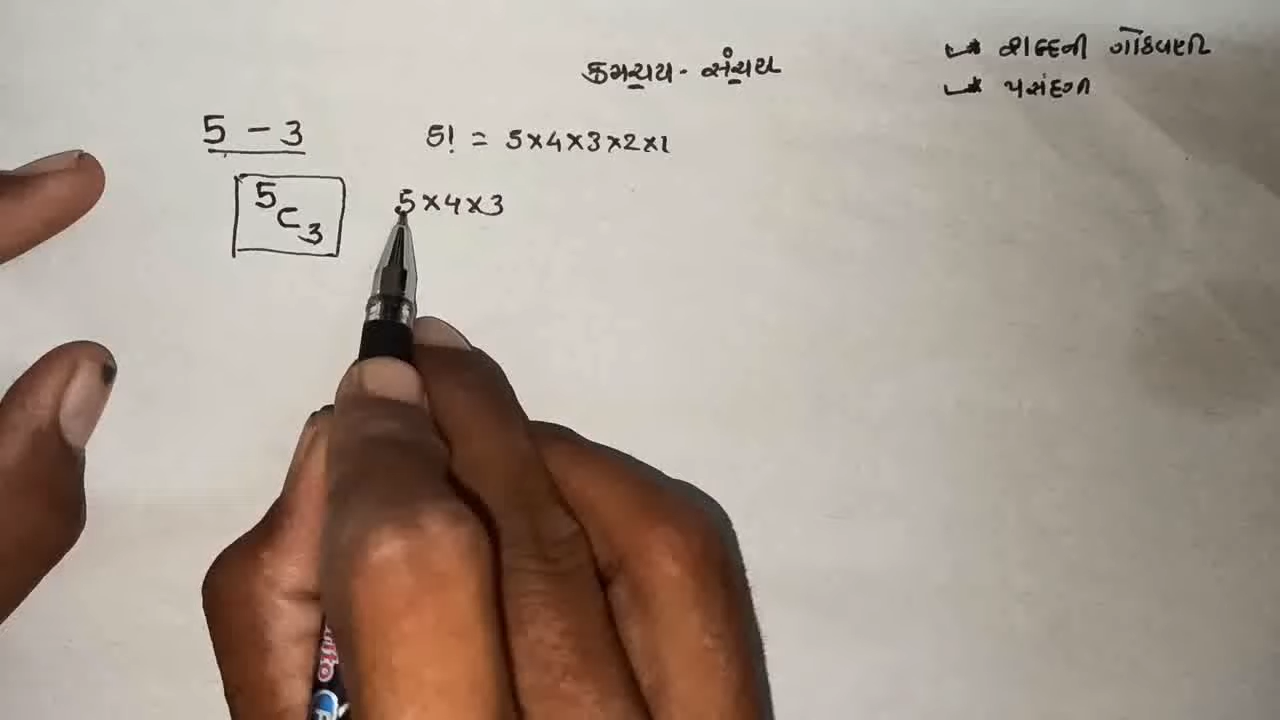 ક્રમચય - સંચય
શબ્દની ગોઠવણી
પસંદગી
5 - 3
5! = 5×4×3×2×1
5C3
5×4×3